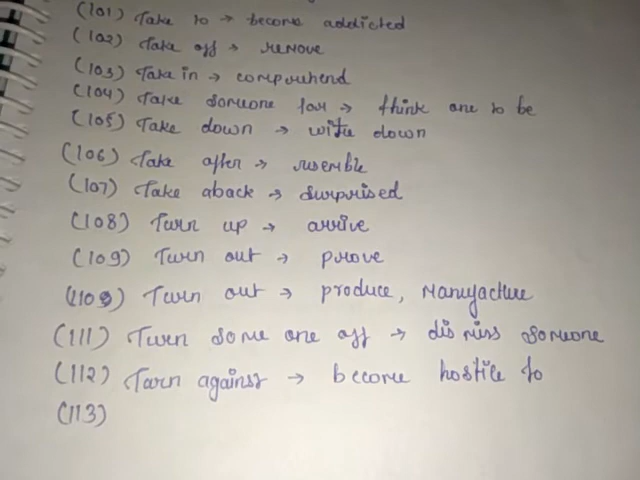 (101) Take to → become addicted
(102) Take off → remove
(103) Take in → comprehend
(104) Take someone for → think one to be
(105) Take down → write down
(106) Take after → resemble
(107) Take aback → surprised
(108) Turn up → arrive
(109) Turn out → prove
(110) Turn out → produce, Manufacture
(111) Turn some one off → dismiss someone
(112) Turn against → become hostile to
(113)